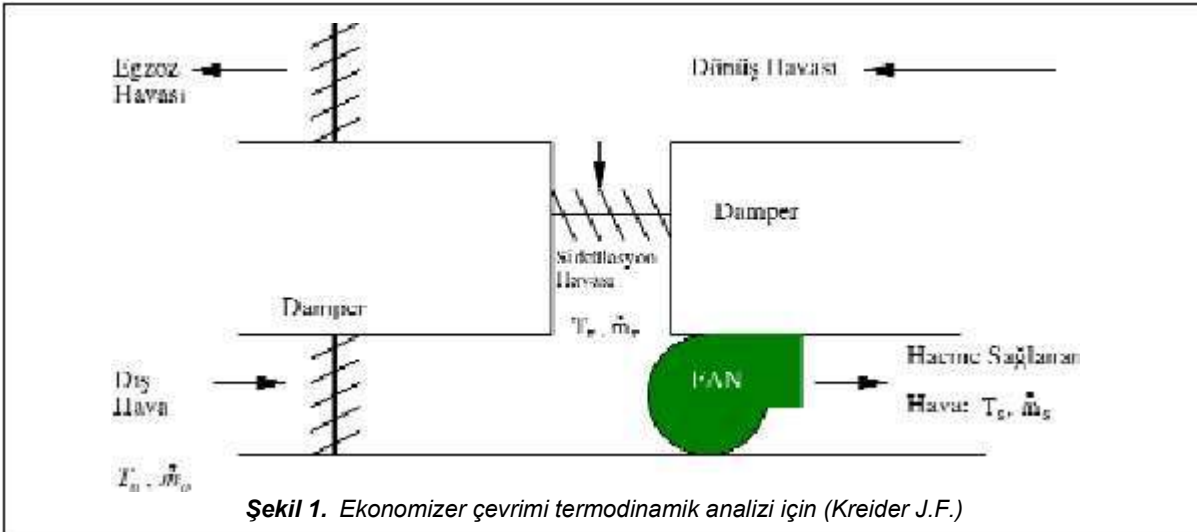 Egzoz
Havası
Dönüş Havası
Damper
Sirkülasyon
Havası
Damper
Tᵣ , ṁᵣ
Dış
Hava
FAN
Hacme Sağlanan
Hava: Tₛ, ṁₛ
Tₒ , ṁₒ
Şekil 1. Ekonomizer çevrimi termodinamik analizi için (Kreider J.F.)